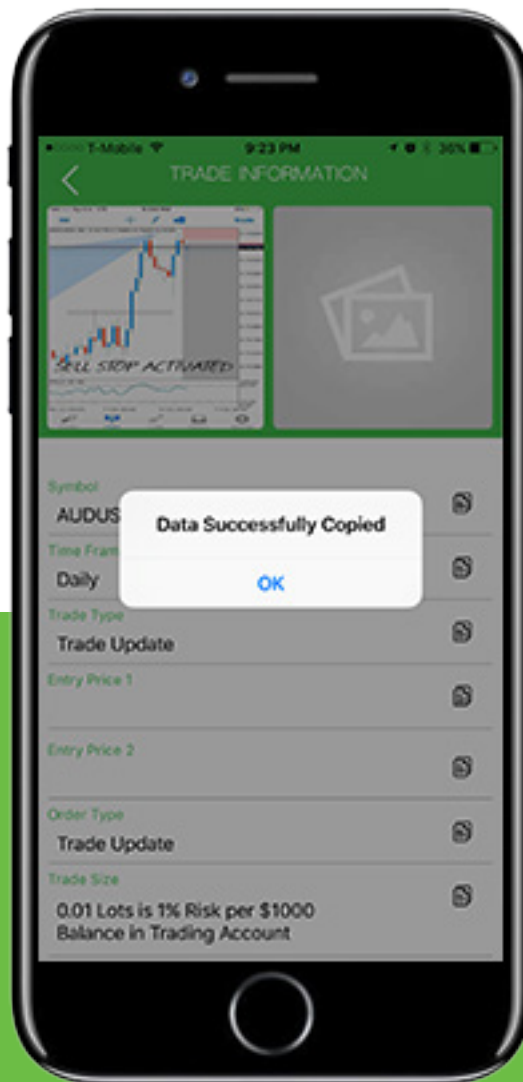 T-Mobile 9:23 PM 36%
TRADE INFORMATION
SELL STOP ACTIVATED
Symbol
AUDUS
Data Successfully Copied
OK
Time Fram
Daily
Trade Type
Trade Update
Entry Price 1
Entry Price 2
Order Type
Trade Update
Trade Size
0.01 Lots is 1% Risk per $1000
Balance in Trading Account